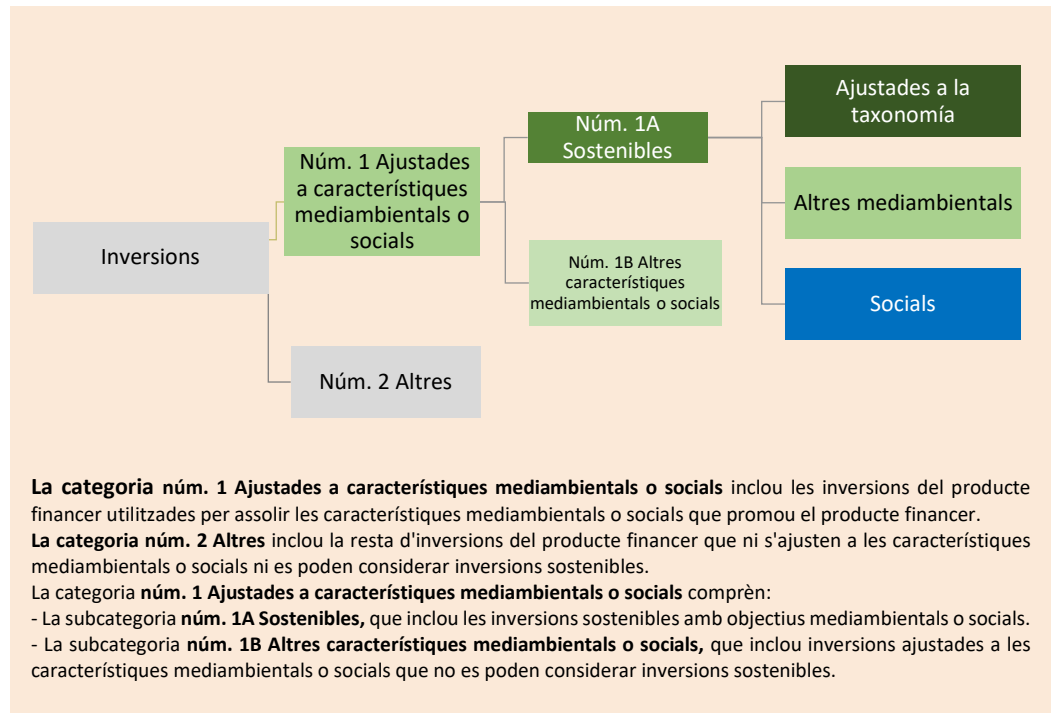 Inversions
Núm. 1 Ajustades
a característiques
mediambientals o
socials
Núm. 2 Altres
Núm. 1A
Sostenibles
Núm. 1B Altres
característiques
mediambientals o socials
Ajustades a la
taxonomía
Altres mediambientals
Socials
La categoria núm. 1 Ajustades a característiques mediambientals o socials inclou les inversions del producte
financer utilitzades per assolir les característiques mediambientals o socials que promou el producte financer.
La categoria núm. 2 Altres inclou la resta d'inversions del producte financer que ni s'ajusten a les característiques
mediambientals o socials ni es poden considerar inversions sostenibles.
La categoria núm. 1 Ajustades a característiques mediambientals o socials comprèn:
- La subcategoria núm. 1A Sostenibles, que inclou les inversions sostenibles amb objectius mediambientals o socials.
- La subcategoria núm. 1B Altres característiques mediambientals o socials, que inclou inversions ajustades a les
característiques mediambientals o socials que no es poden considerar inversions sostenibles.